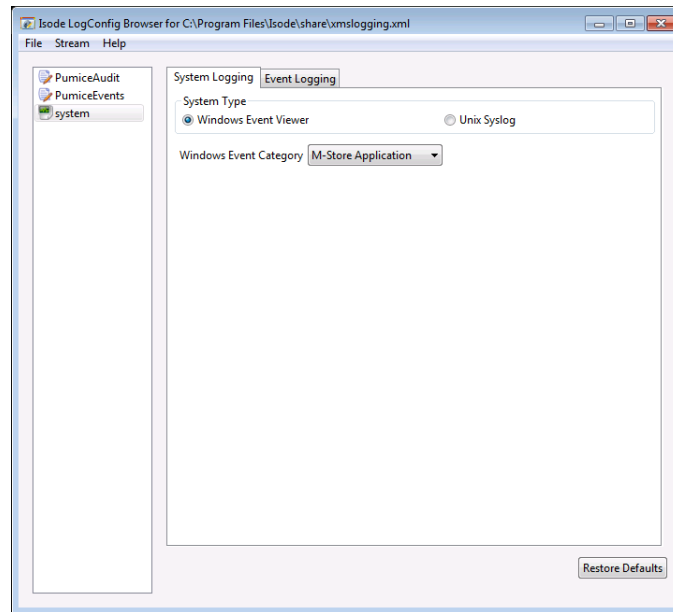 Isode LogConfig Browser for C:\Program Files\Isode\share\xmslogging.xml
File Stream Help
PumiceAudit
PumiceEvents
system
System Logging Event Logging
System Type
Windows Event Viewer Unix Syslog
Windows Event Category M-Store Application
Restore Defaults